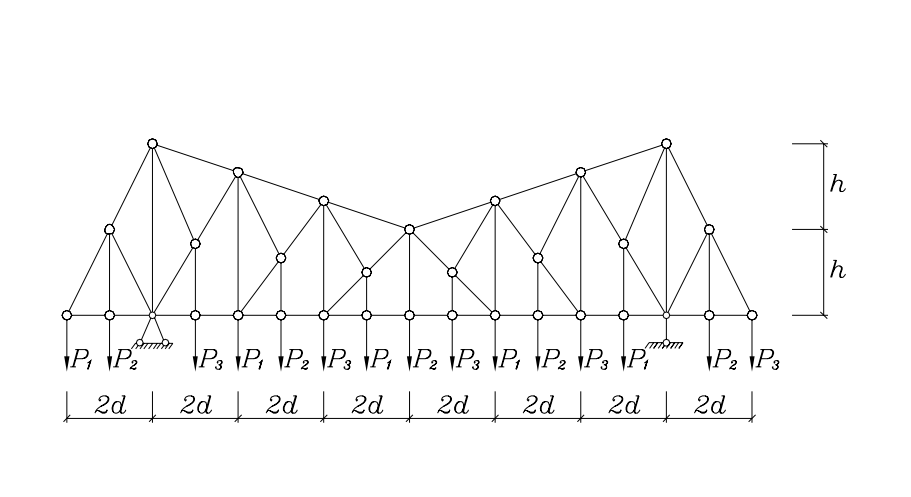 h
h
P₁ P₂ P₃ P₁ P₂ P₃ P₁ P₂ P₃ P₁ P₂ P₃ P₁ P₂ P₃
2d 2d 2d 2d 2d 2d 2d 2d